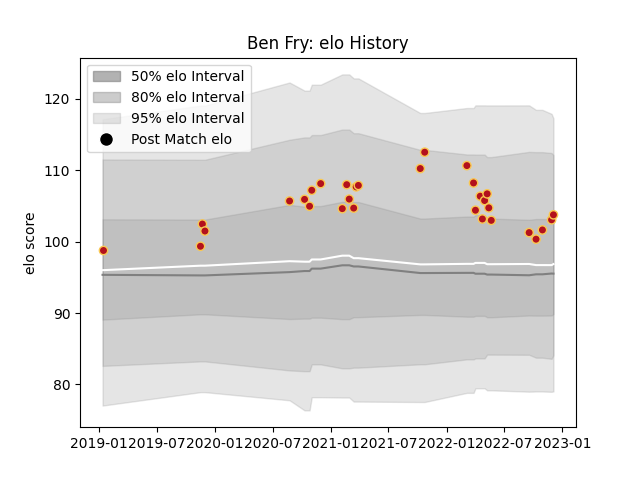 Ben Fry: elo History
50% elo Interval
80% elo Interval
95% elo Interval
Post Match elo
elo score
120
110
100
90
80
2019-01 2019-07 2020-01 2020-07 2021-01 2021-07 2022-01 2022-07 2023-01